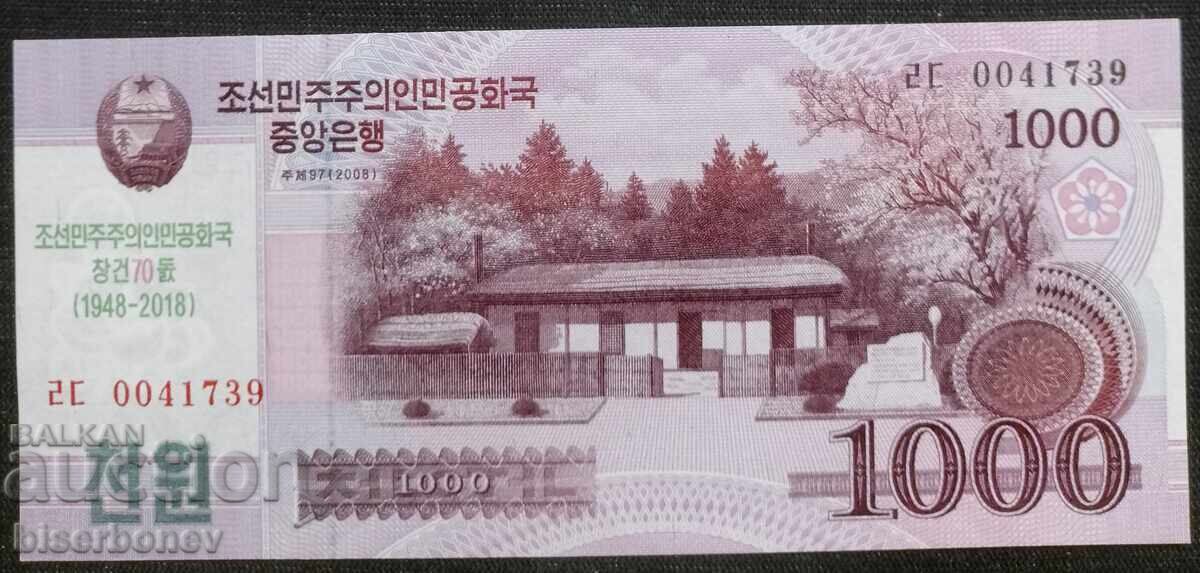 조선민주주의인민공화국
중앙은행
주체97(2008)
ㄹㄷ 0041739
1000
조선민주주의인민공화국
창건70돐
(1948-2018)
ㄹㄷ 0041739
천원
1000
1000
BALKAN
auction
biserboney